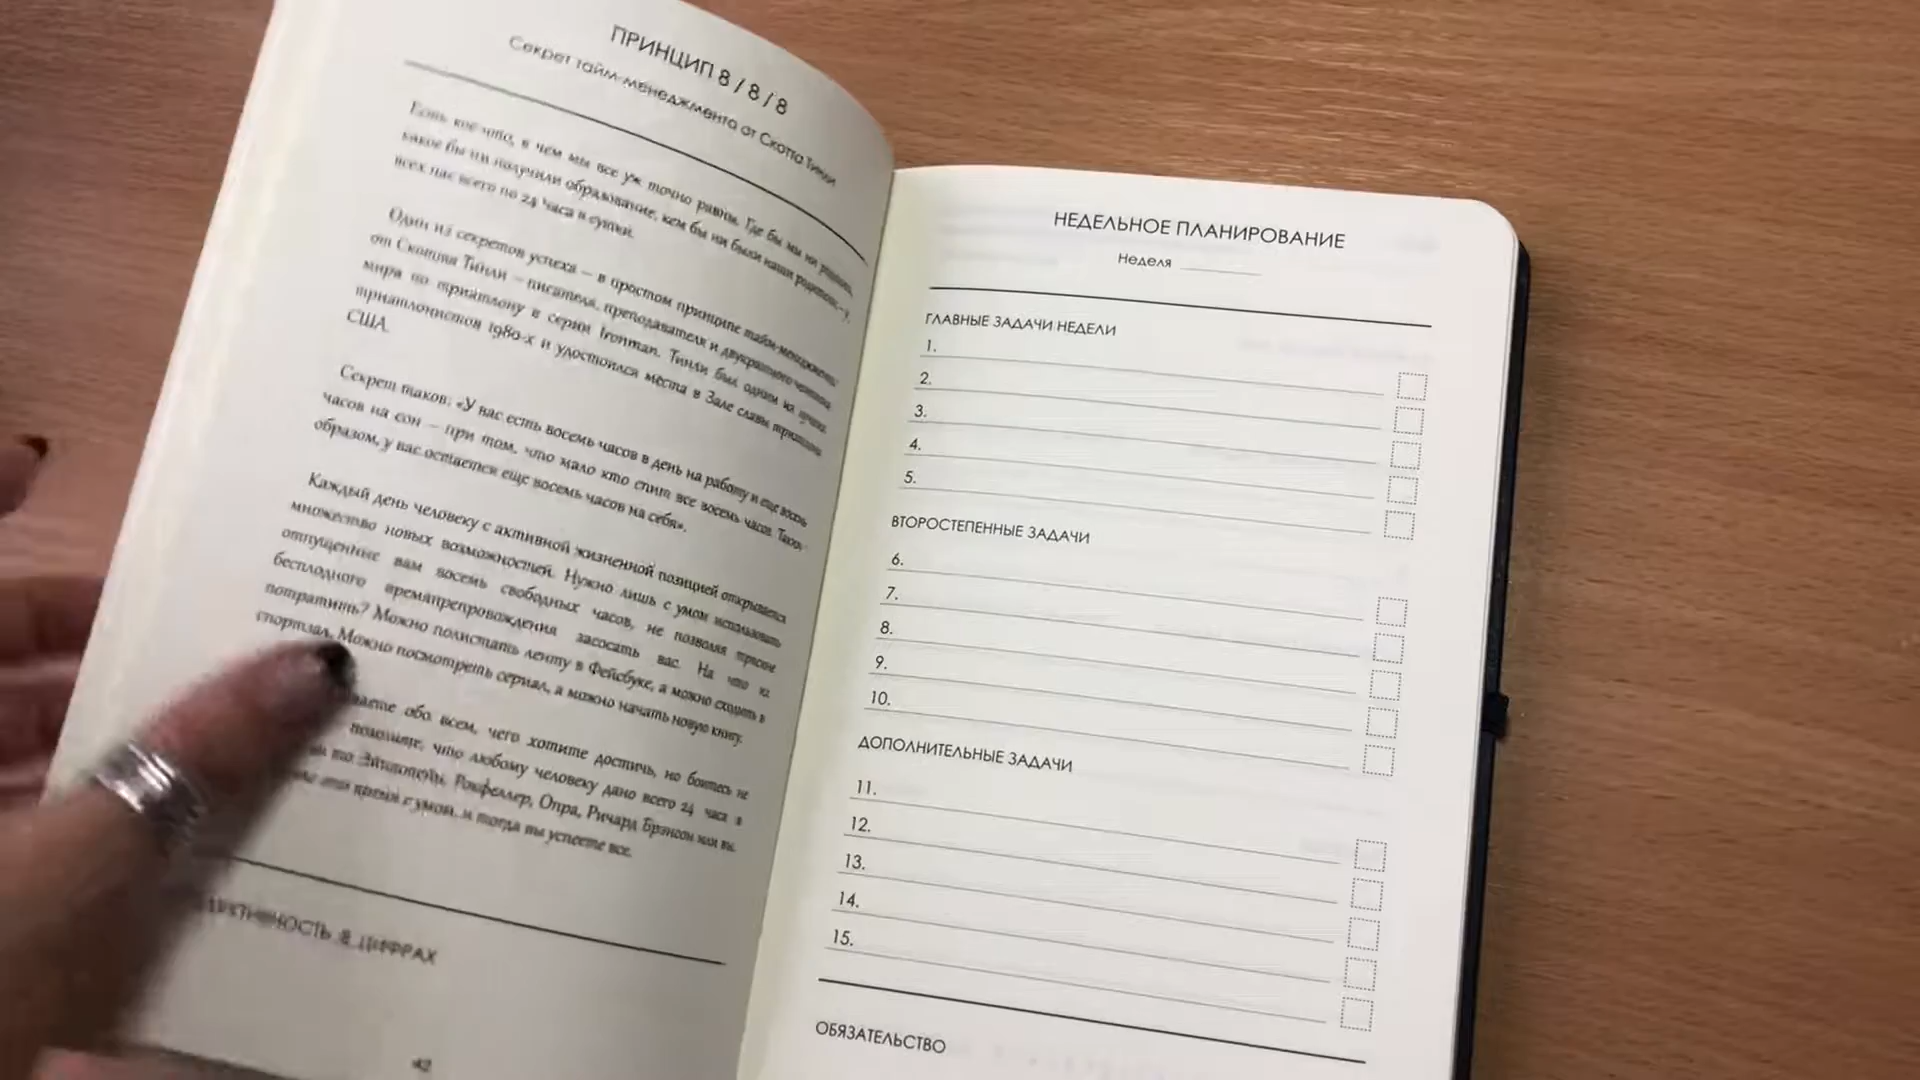 ПРИНЦИП 8 / 8 / 8
Секрет тайм-менеджмента от Скотта Тинли
Есть кое-что, в чем мы все уж точно равны. Где бы мы ни родились,
какое бы ни получили образование, кем бы ни были наши родители, – у
всех нас всего по 24 часа в сутки.
Один из секретов успеха – в простом принципе тайм-менеджмента
от Скотта Тинли – писателя, преподавателя и двукратного чемпиона
мира по триатлону в серии Ironman. Тинли был одним из лучших
триатлонистов 1980-х и удостоился места в Зале славы триатлона
США.
Секрет таков: «У вас есть восемь часов в день на работу и еще восемь
часов на сон – при том, что мало кто спит все восемь часов. Таким
образом, у вас остается еще восемь часов на себя».
Каждый день человеку с активной жизненной позицией открывается
множество новых возможностей. Нужно лишь с умом использовать
отпущенные вам восемь свободных часов, не позволяя трясине
бесплодного времяпрепровождения засосать вас. На что их
потратить? Можно полистать ленту в Фейсбуке, а можно сходить в
спортзал. Можно посмотреть сериал, а можно начать новую книгу.
обо всем, чего хотите достичь, но боитесь не
что любому человеку дано всего 24 часа в
то Эйнштейн, Рокфеллер, Опра, Ричард Брэнсон или вы.
это время с умом, и тогда вы успеете все.
В ЦИФРАХ
42
НЕДЕЛЬНОЕ ПЛАНИРОВАНИЕ
Неделя
ГЛАВНЫЕ ЗАДАЧИ НЕДЕЛИ
1.
2.
3.
4.
5.
ВТОРОСТЕПЕННЫЕ ЗАДАЧИ
6.
7.
8.
9.
10.
ДОПОЛНИТЕЛЬНЫЕ ЗАДАЧИ
11.
12.
13.
14.
15.
ОБЯЗАТЕЛЬСТВО